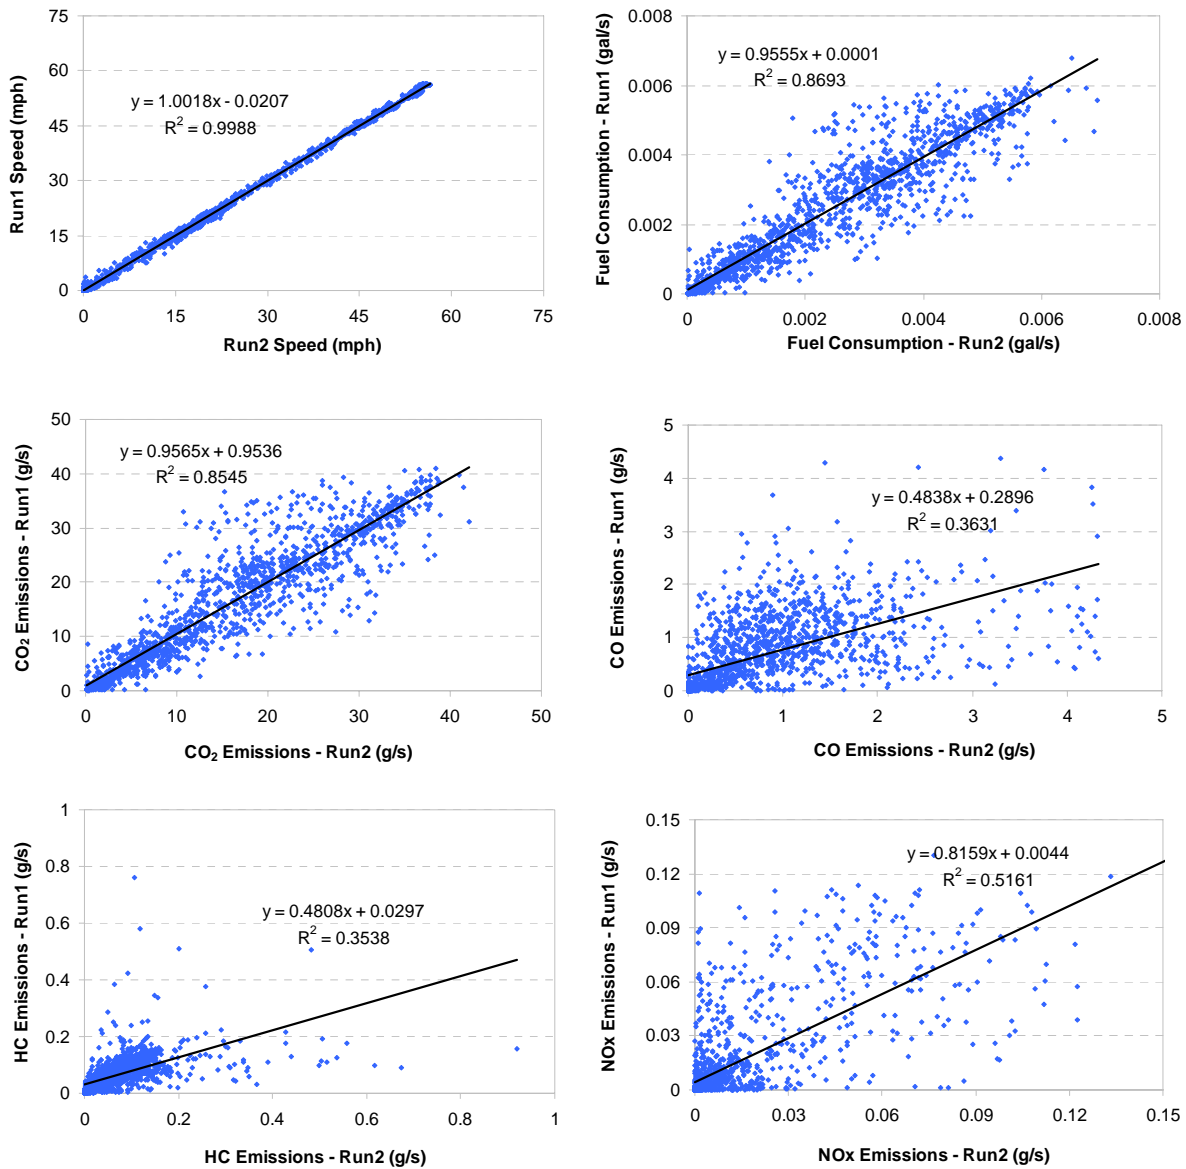 75
60
45
30
15
0
Run1 Speed (mph)
y = 1.0018x - 0.0207
R² = 0.9988
0 15 30 45 60 75
Run2 Speed (mph)
0.008
0.006
0.004
0.002
0
Fuel Consumption - Run1 (gal/s)
y = 0.9555x + 0.0001
R² = 0.8693
0 0.002 0.004 0.006 0.008
Fuel Consumption - Run2 (gal/s)
50
40
30
20
10
0
CO₂ Emissions - Run1 (g/s)
y = 0.9565x + 0.9536
R² = 0.8545
0 10 20 30 40 50
CO₂ Emissions - Run2 (g/s)
5
4
3
2
1
0
CO Emissions - Run1 (g/s)
y = 0.4838x + 0.2896
R² = 0.3631
0 1 2 3 4 5
CO Emissions - Run2 (g/s)
1
0.8
0.6
0.4
0.2
0
HC Emissions - Run1 (g/s)
y = 0.4808x + 0.0297
R² = 0.3538
0 0.2 0.4 0.6 0.8 1
HC Emissions - Run2 (g/s)
0.15
0.12
0.09
0.06
0.03
0
NOx Emissions - Run1 (g/s)
y = 0.8159x + 0.0044
R² = 0.5161
0 0.03 0.06 0.09 0.12 0.15
NOx Emissions - Run2 (g/s)